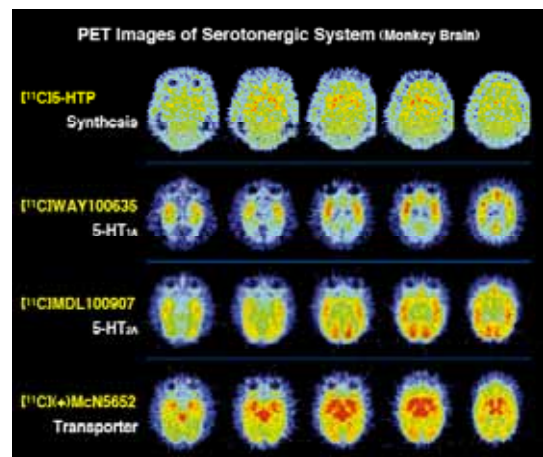 PET Images of Serotonergic System (Monkey Brain)
[¹¹C]5-HTP
Synthesis
[¹¹C]WAY100635
5-HT₁ₐ
[¹¹C]MDL100907
5-HT₂ₐ
[¹¹C](+)McN5652
Transporter